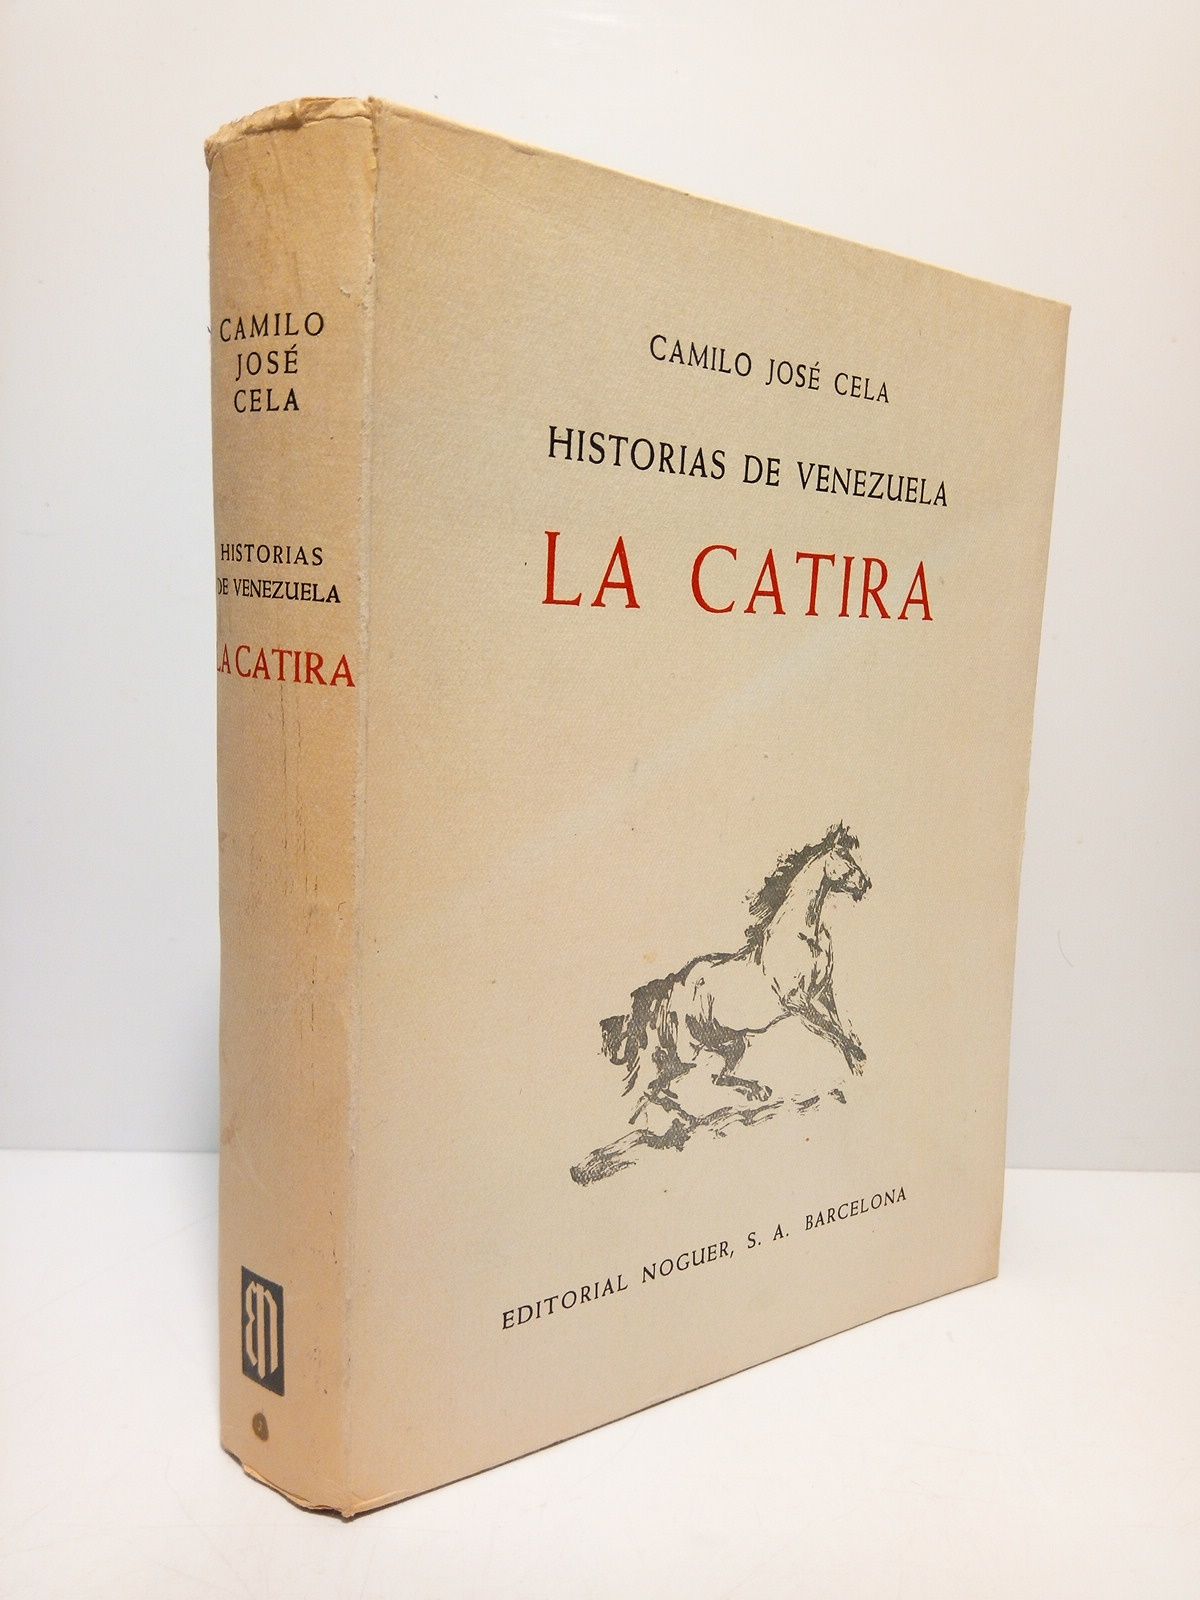 CAMILO
JOSÉ
CELA
HISTORIAS
DE VENEZUELA
LA CATIRA
CAMILO JOSÉ CELA
HISTORIAS DE VENEZUELA
LA CATIRA
EDITORIAL NOGUER, S. A. BARCELONA